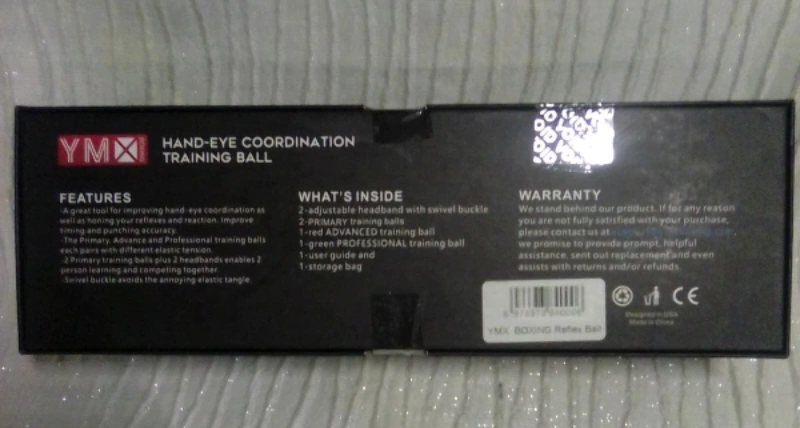 YMX
HAND-EYE COORDINATION
TRAINING BALL
FEATURES
-A great tool for improving hand-eye coordination as
well as honing your reflexes and reaction. Improve
timing and punching accuracy.
-The Primary, Advance and Professional training balls
each pairs with different elastic tension.
-2 Primary training balls plus 2 headbands enables 2
person learning and competing together.
-Swivel buckle avoids the annoying elastic tangle
WHAT'S INSIDE
2-adjustable headband with swivel buckle
2-PRIMARY training balls
1-red ADVANCED training ball
1-green PROFESSIONAL training ball
1-user guide and
1-storage bag
WARRANTY
We stand behind our product. If for any reason
you are not fully satisfied with your purchase,
please contact us at
we promise to provide prompt, helpful
assistance, sent out replacement and even
assists with returns and/or refunds.
YMX BOXING Reflex Ball
CE
Designed in USA
Made in China